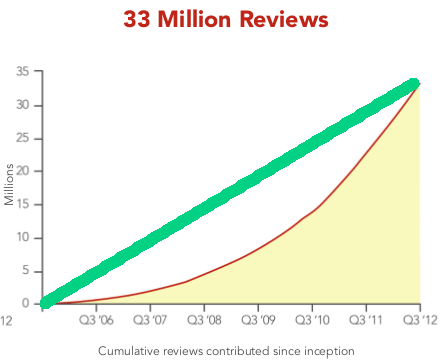 33 Million Reviews
35
30
25
20
15
10
5
0
Millions
12
Q3 '06 Q3 '07 Q3 '08 Q3 '09 Q3 '10 Q3 '11 Q3 '12
Cumulative reviews contributed since inception